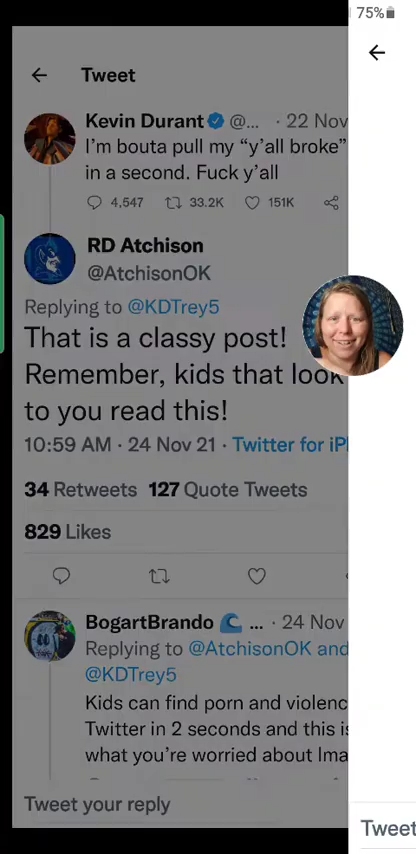 75%
Tweet
Kevin Durant @... · 22 Nov
I'm bouta pull my "y'all broke"
in a second. Fuck y'all
4,547 33.2K 151K
RD Atchison
@AtchisonOK
Replying to @KDTrey5
That is a classy post!
Remember, kids that look
to you read this!
10:59 AM · 24 Nov 21 · Twitter for iP
34 Retweets 127 Quote Tweets
829 Likes
BogartBrando 🌊 ... · 24 Nov
Replying to @AtchisonOK and
@KDTrey5
Kids can find porn and violenc
Twitter in 2 seconds and this is
what you're worried about Ima
Tweet your reply
Tweet